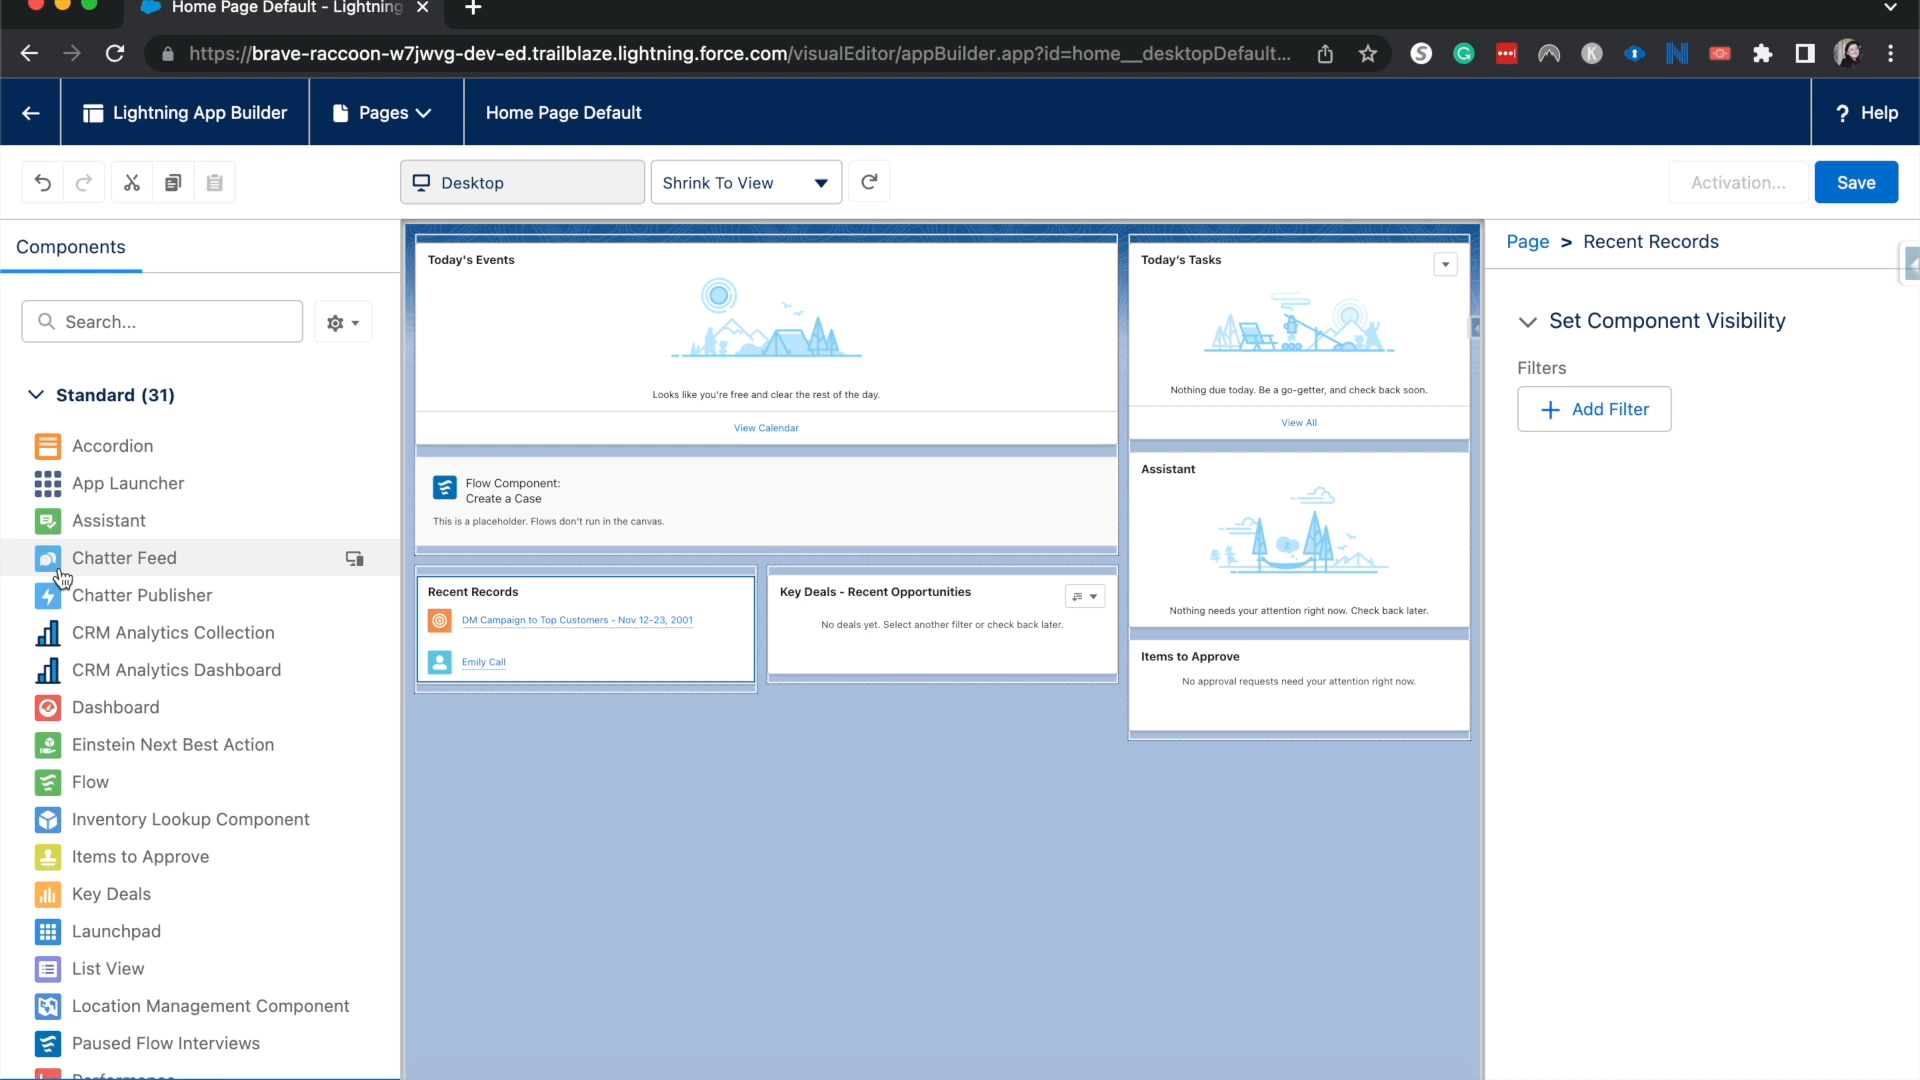 Home Page Default - Lightning
https://brave-raccoon-w7jwvg-dev-ed.trailblaze.lightning.force.com/visualEditor/appBuilder.app?id=home__desktopDefault...
Lightning App Builder
Pages
Home Page Default
? Help
Desktop
Shrink To View
Activation...
Save
Components
Search...
Standard (31)
Accordion
App Launcher
Assistant
Chatter Feed
Chatter Publisher
CRM Analytics Collection
CRM Analytics Dashboard
Dashboard
Einstein Next Best Action
Flow
Inventory Lookup Component
Items to Approve
Key Deals
Launchpad
List View
Location Management Component
Paused Flow Interviews
Performance
Today's Events
Looks like you're free and clear the rest of the day.
View Calendar
Flow Component:
Create a Case
This is a placeholder. Flows don't run in the canvas.
Recent Records
DM Campaign to Top Customers - Nov 12-23, 2001
Emily Call
Key Deals - Recent Opportunities
No deals yet. Select another filter or check back later.
Today's Tasks
Nothing due today. Be a go-getter, and check back soon.
View All
Assistant
Nothing needs your attention right now. Check back later.
Items to Approve
No approval requests need your attention right now.
Page > Recent Records
Set Component Visibility
Filters
+ Add Filter